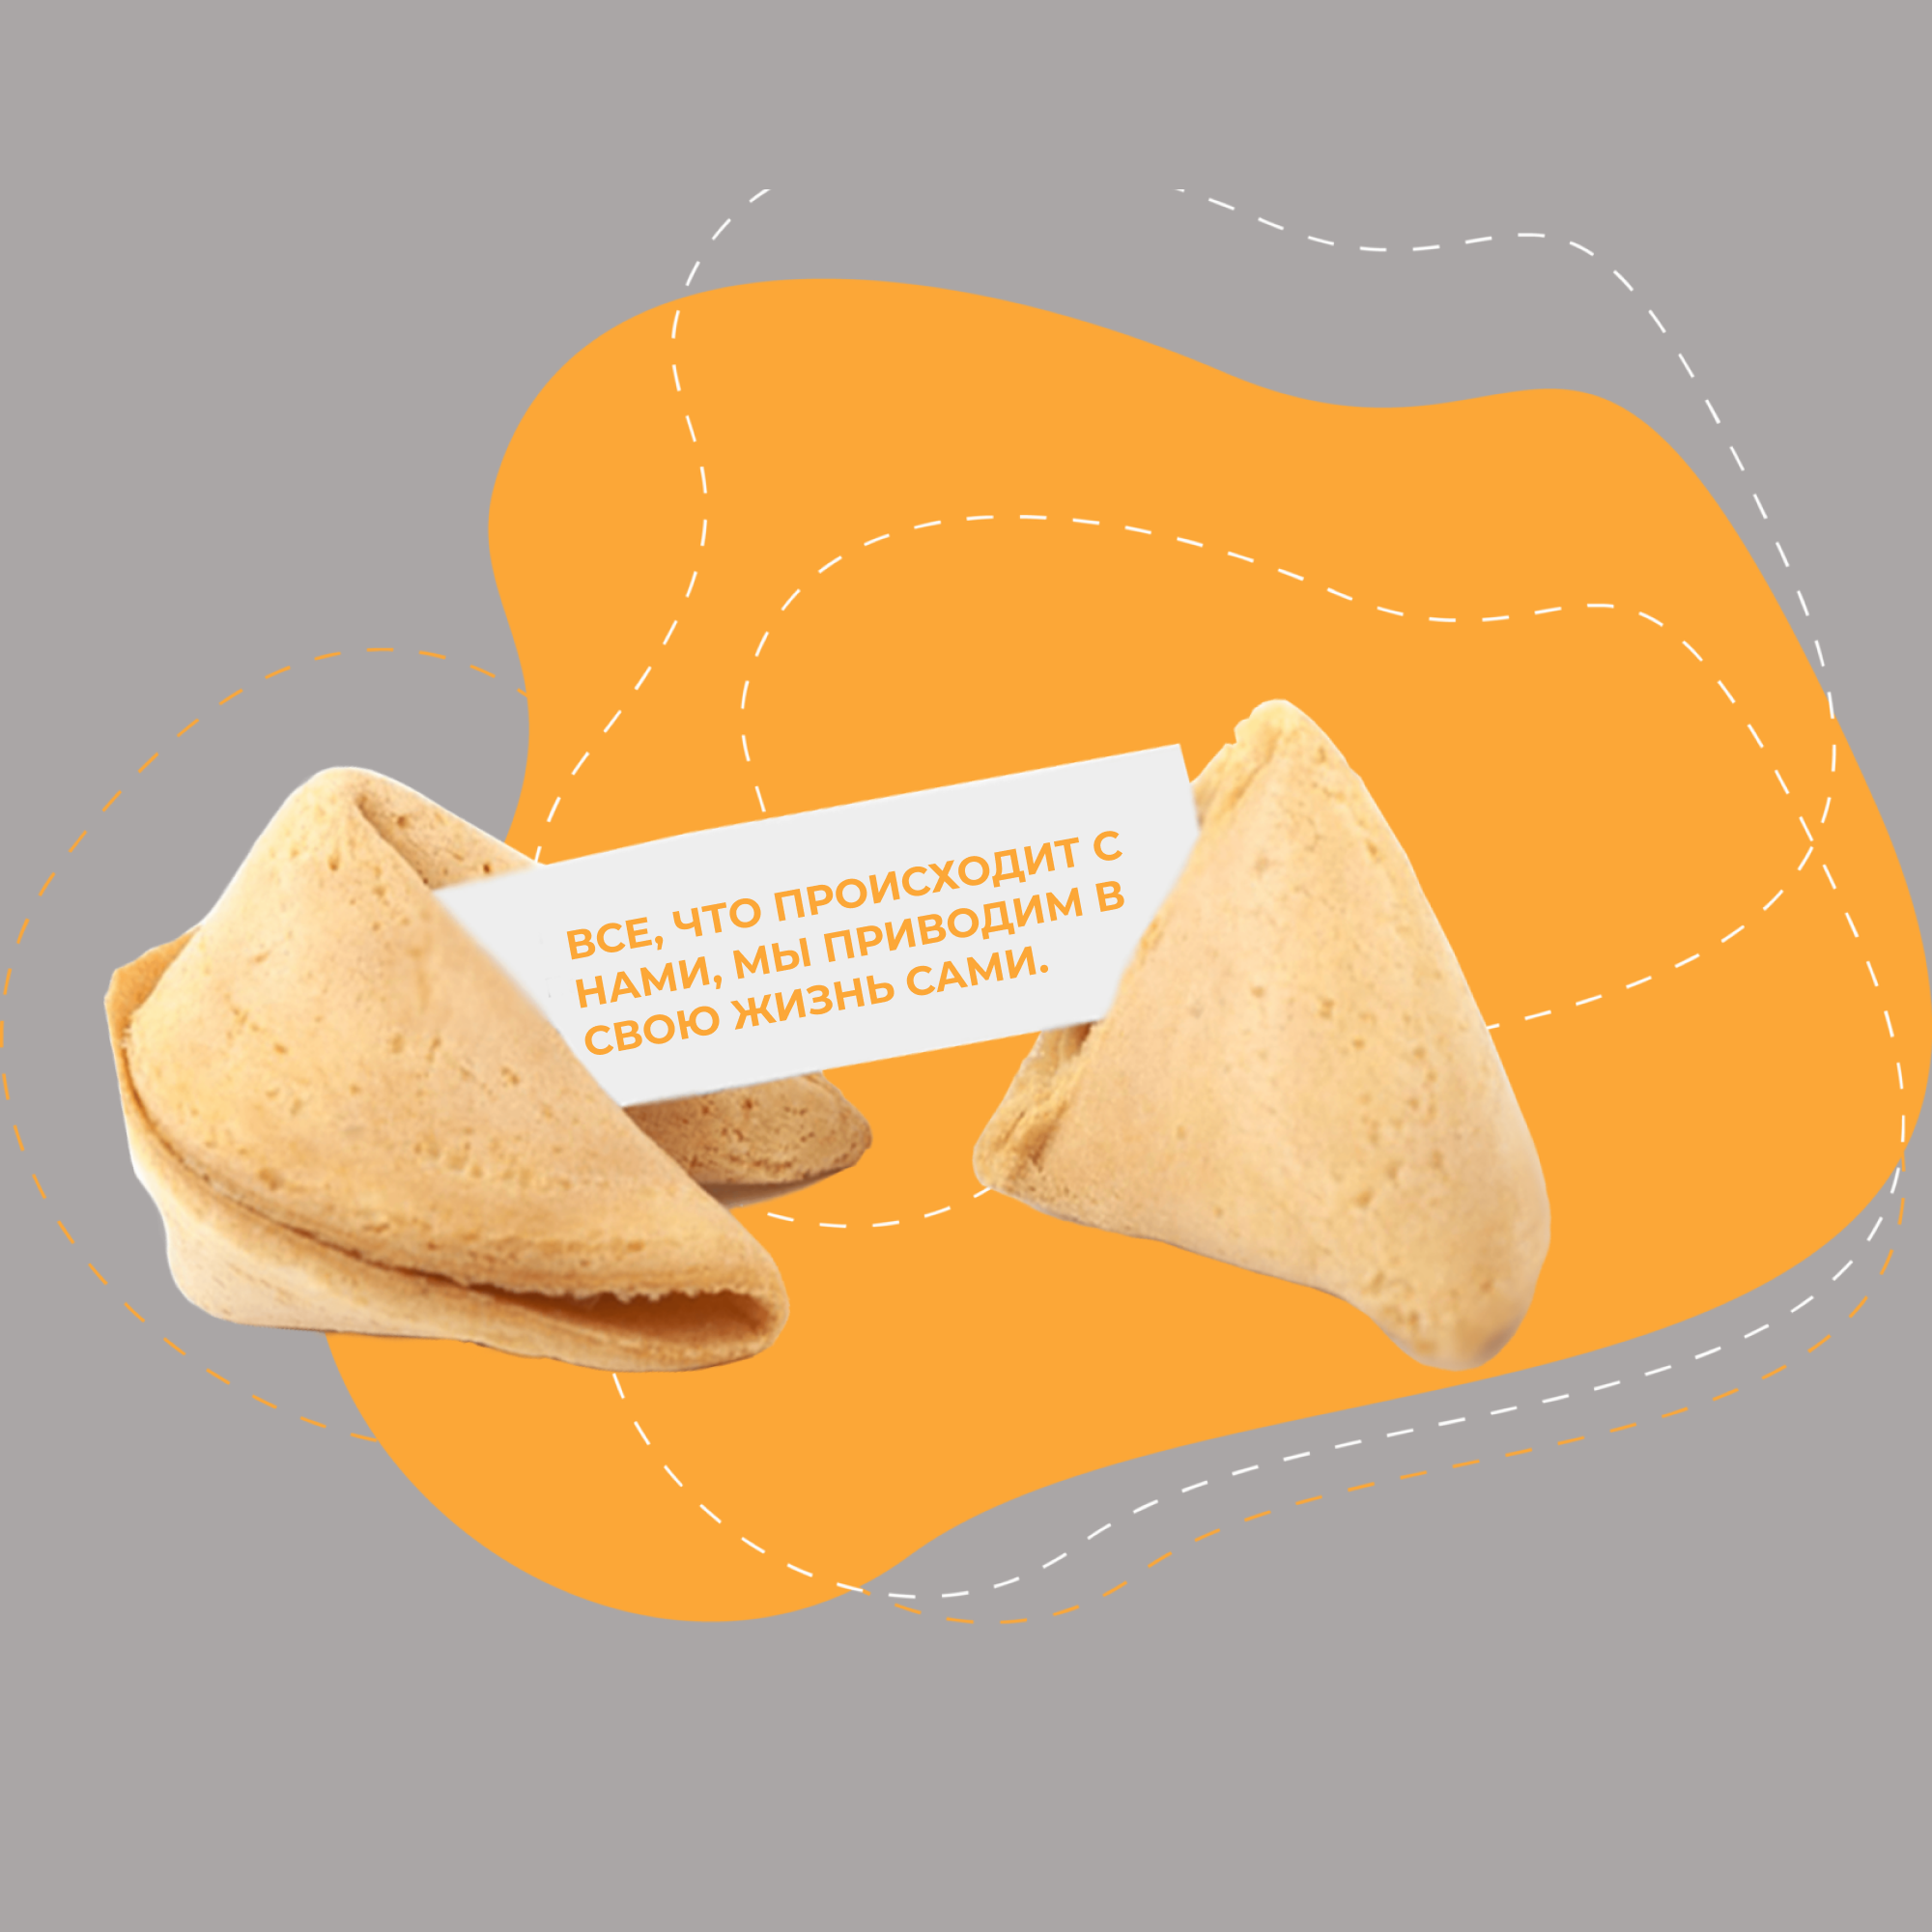 ВСЕ, ЧТО ПРОИСХОДИТ С
НАМИ, МЫ ПРИВОДИМ В
СВОЮ ЖИЗНЬ САМИ.